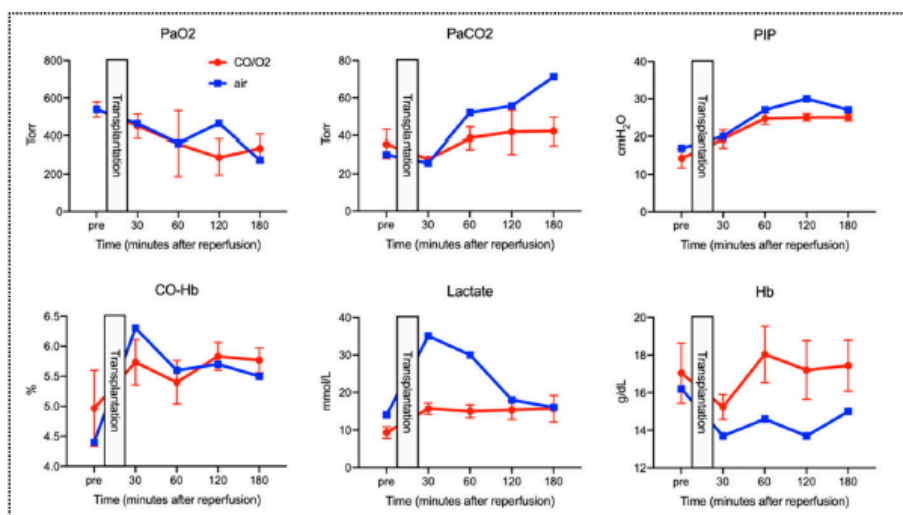 PaO2
800
600
400
200
0
Torr
Transplantation
CO/O2
air
pre 30 60 120 180
Time (minutes after reperfusion)
PaCO2
80
60
40
20
0
Torr
Transplantation
pre 30 60 120 180
Time (minutes after reperfusion)
PIP
40
30
20
10
0
cmH2O
Transplantation
pre 30 60 120 180
Time (minutes after reperfusion)
CO-Hb
6.5
6.0
5.5
5.0
4.5
4.0
%
Transplantation
pre 30 60 120 180
Time (minutes after reperfusion)
Lactate
40
30
20
10
0
mmol/L
Transplantation
pre 30 60 120 180
Time (minutes after reperfusion)
Hb
20
18
16
14
12
g/dL
Transplantation
pre 30 60 120 180
Time (minutes after reperfusion)